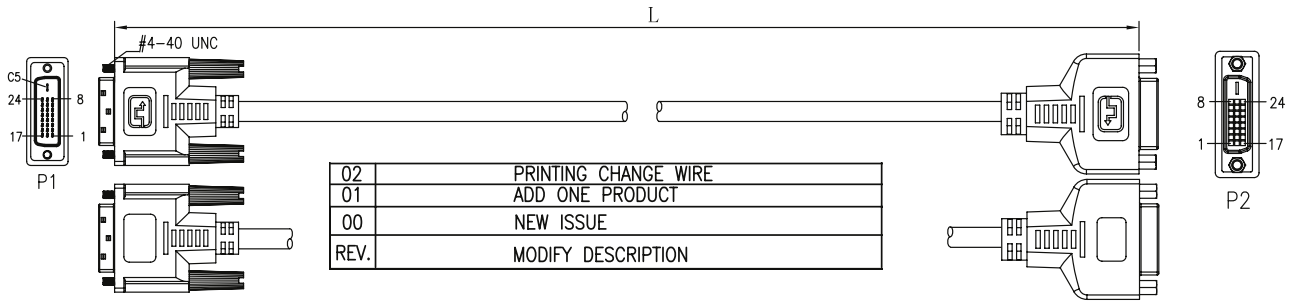 L
#4-40 UNC
C5
24
8
17
1
P1
8
24
1
17
P2
02 PRINTING CHANGE WIRE
01 ADD ONE PRODUCT
00 NEW ISSUE
REV. MODIFY DESCRIPTION